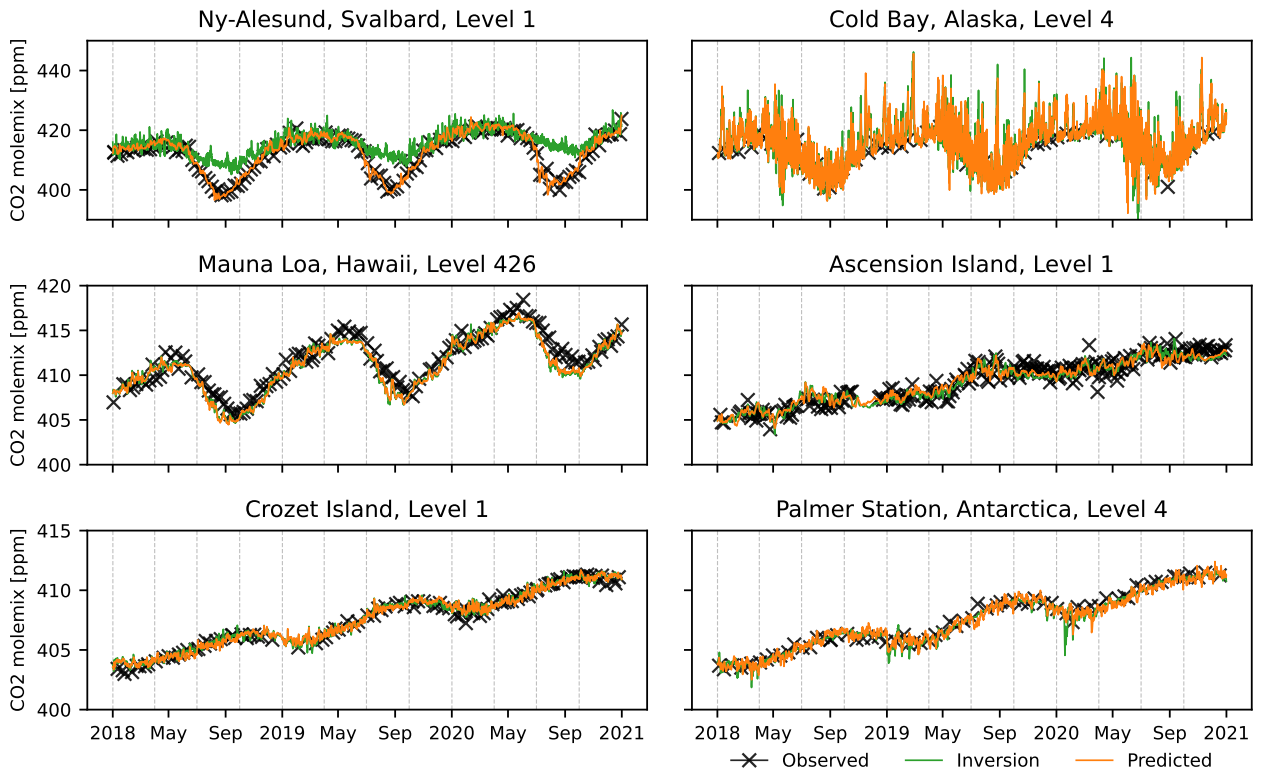 Ny-Alesund, Svalbard, Level 1
Cold Bay, Alaska, Level 4
CO2 molemix [ppm]
440
420
400
Mauna Loa, Hawaii, Level 426
Ascension Island, Level 1
CO2 molemix [ppm]
420
415
410
405
400
Crozet Island, Level 1
Palmer Station, Antarctica, Level 4
CO2 molemix [ppm]
415
410
405
400
2018 May Sep 2019 May Sep 2020 May Sep 2021
2018 May Sep 2019 May Sep 2020 May Sep 2021
Observed Inversion Predicted